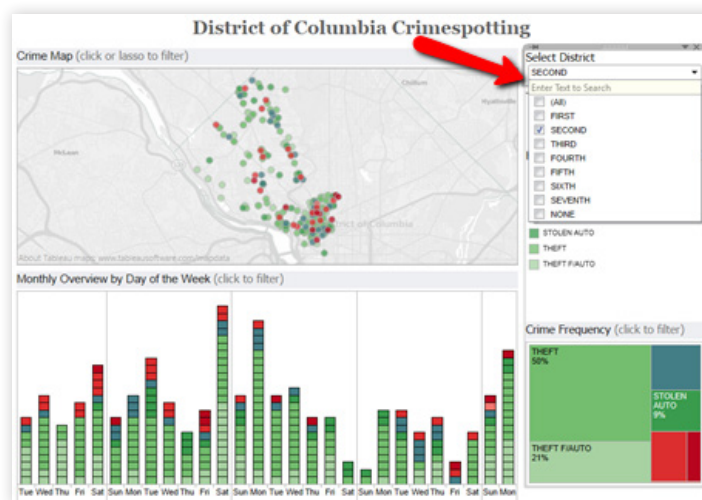 District of Columbia Crimespotting
Crime Map (click or lasso to filter)
Select District
SECOND
Enter Text to Search
(All)
FIRST
SECOND
THIRD
FOURTH
FIFTH
SIXTH
SEVENTH
NONE
STOLEN AUTO
THEFT
THEFT F/AUTO
Chillum
Hyattsville
McLean
District of Columbia
About Tableau maps: www.tableausoftware.com/mapdata
Monthly Overview by Day of the Week (click to filter)
Tue Wed Thu Fri Sat Sun Mon Tue Wed Thu Fri Sat Sun Mon Tue Wed Thu Fri Sat Sun Mon Tue Wed Thu Fri Sat Sun Mon
Crime Frequency (click to filter)
THEFT
50%
STOLEN
AUTO
9%
THEFT F/AUTO
21%